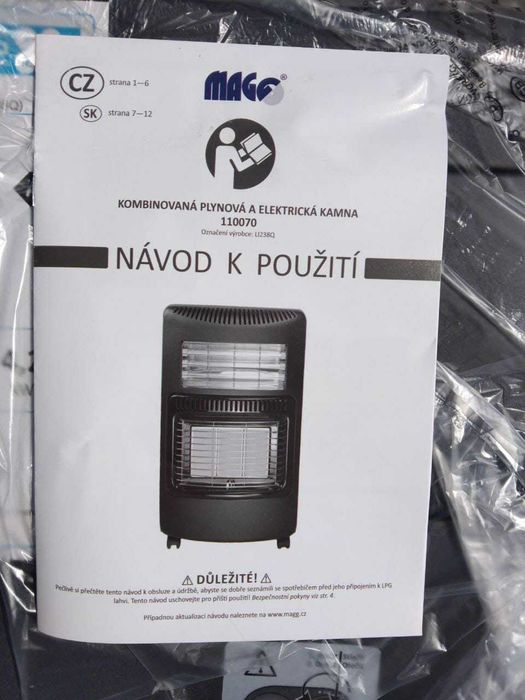 CZ strana 1—6
SK strana 7—12
MAGG®
KOMBINOVANÁ PLYNOVÁ A ELEKTRICKÁ KAMNA
110070
Označení výrobce: LI238Q
NÁVOD K POUŽITÍ
⚠ DŮLEŽITÉ! ⚠
Pečlivě si přečtěte tento návod k obsluze a údržbě, abyste se dobře seznámili se spotřebičem před jeho připojením k LPG
lahvi. Tento návod uschovejte pro příští použití! Bezpečnostní pokyny viz str. 4.
Případnou aktualizaci návodu naleznete na www.magg.cz